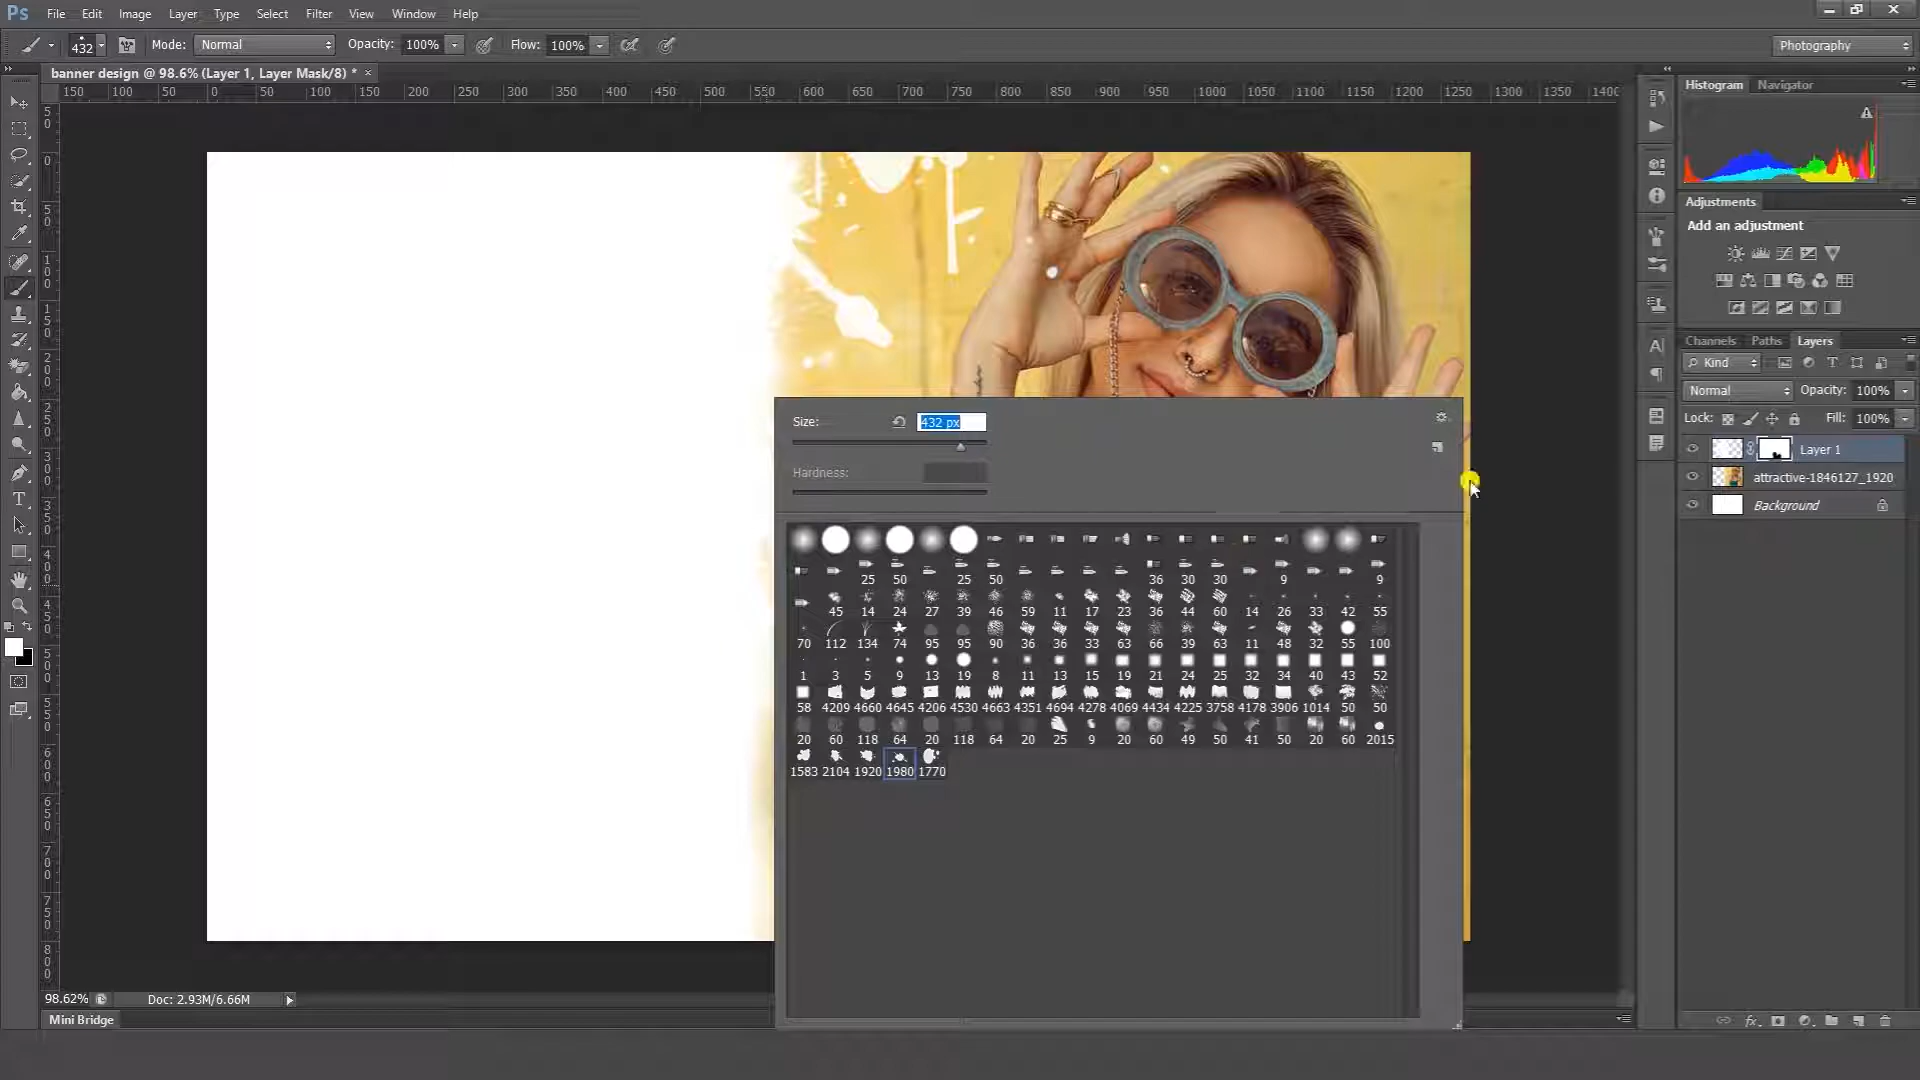 Ps File Edit Image Layer Type Select Filter View Window Help
432 Mode: Normal Opacity: 100% Flow: 100% Photography
banner design @ 98.6% (Layer 1, Layer Mask/8) * ×
150 100 50 0 50 100 150 200 250 300 350 400 450 500 550 600 650 700 750 800 850 900 950 1000 1050 1100 1150 1200 1250 1300 1350 1400
Histogram Navigator
Adjustments
Add an adjustment
Channels Paths Layers
Kind
Normal Opacity: 100%
Lock: Fill: 100%
Layer 1
attractive-1846127_1920
Background
Size: 432 px
Hardness:
25 50 25 50 36 30 30 9 9
45 14 24 27 39 46 59 11 17 23 36 44 60 14 26 33 42 55
70 112 134 74 95 95 90 36 36 33 63 66 39 63 11 48 32 55 100
1 3 5 9 13 19 8 11 13 15 19 21 24 25 32 34 40 43 52
58 4209 4660 4645 4206 4530 4663 4351 4694 4278 4069 4434 4225 3758 4178 3906 1014 50 50
20 60 118 64 20 118 64 20 25 9 20 60 49 50 41 50 20 60 2015
1583 2104 1920 1980 1770
98.62% Doc: 2.93M/6.66M
Mini Bridge